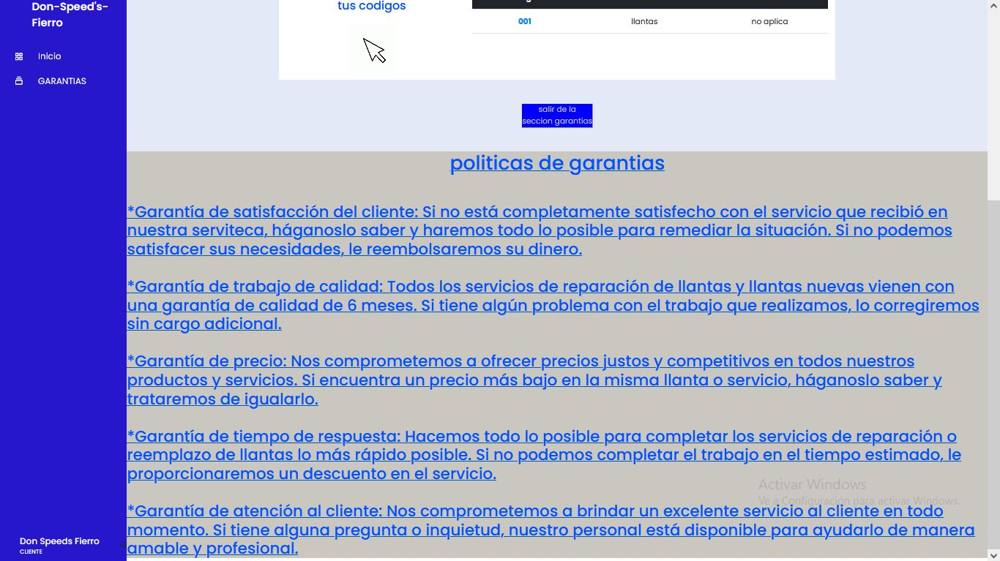 Don-Speed's-
Fierro
Inicio
GARANTIAS
tus codigos
001 llantas no aplica
salir de la
seccion garantias
politicas de garantias
*Garantía de satisfacción del cliente: Si no está completamente satisfecho con el servicio que recibió en
nuestra serviteca, háganoslo saber y haremos todo lo posible para remediar la situación. Si no podemos
satisfacer sus necesidades, le reembolsaremos su dinero.
*Garantía de trabajo de calidad: Todos los servicios de reparación de llantas y llantas nuevas vienen con
una garantía de calidad de 6 meses. Si tiene algún problema con el trabajo que realizamos, lo corregiremos
sin cargo adicional.
*Garantía de precio: Nos comprometemos a ofrecer precios justos y competitivos en todos nuestros
productos y servicios. Si encuentra un precio más bajo en la misma llanta o servicio, háganoslo saber y
trataremos de igualarlo.
*Garantía de tiempo de respuesta: Hacemos todo lo posible para completar los servicios de reparación o
reemplazo de llantas lo más rápido posible. Si no podemos completar el trabajo en el tiempo estimado, le
proporcionaremos un descuento en el servicio.
*Garantía de atención al cliente: Nos comprometemos a brindar un excelente servicio al cliente en todo
momento. Si tiene alguna pregunta o inquietud, nuestro personal está disponible para ayudarlo de manera
amable y profesional.
Activar Windows
Ve a Configuración para activar Windows.
Don Speeds Fierro
CLIENTE